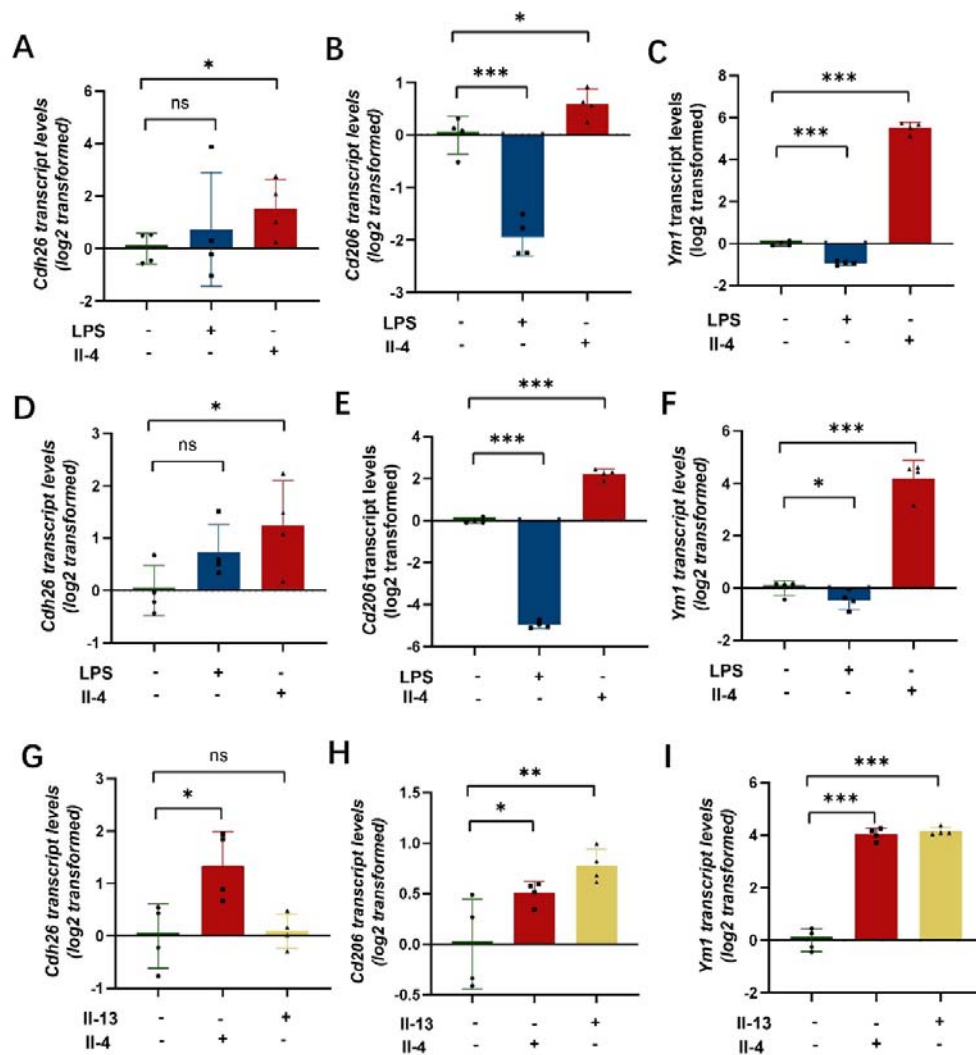 A
Cdh26 transcript levels
(log2 transformed)
*
ns
6
4
2
0
-2
LPS - + -
Il-4 - - +
B
Cd206 transcript levels
(log2 transformed)
*
***
1
0
-1
-2
-3
- + -
- - +
C
Ym1 transcript levels
(log2 transformed)
***
***
8
6
4
2
0
-2
LPS - + -
Il-4 - - +
D
Cdh26 transcript levels
(log2 transformed)
*
ns
3
2
1
0
-1
LPS - + -
Il-4 - - +
E
Cd206 transcript levels
(log2 transformed)
***
***
4
2
0
-2
-4
-6
LPS - + -
Il-4 - - +
F
Ym1 transcript levels
(log2 transformed)
***
*
6
4
2
0
-2
LPS - + -
Il-4 - - +
G
Cdh26 transcript levels
(log2 transformed)
ns
*
3
2
1
0
-1
Il-13 - - +
Il-4 - + -
H
Cd206 transcript levels
(log2 transformed)
**
*
1.5
1.0
0.5
0.0
-0.5
Il-13 - - +
Il-4 - + -
I
Ym1 transcript levels
(log2 transformed)
***
***
6
4
2
0
-2
Il-13 - - +
Il-4 - + -